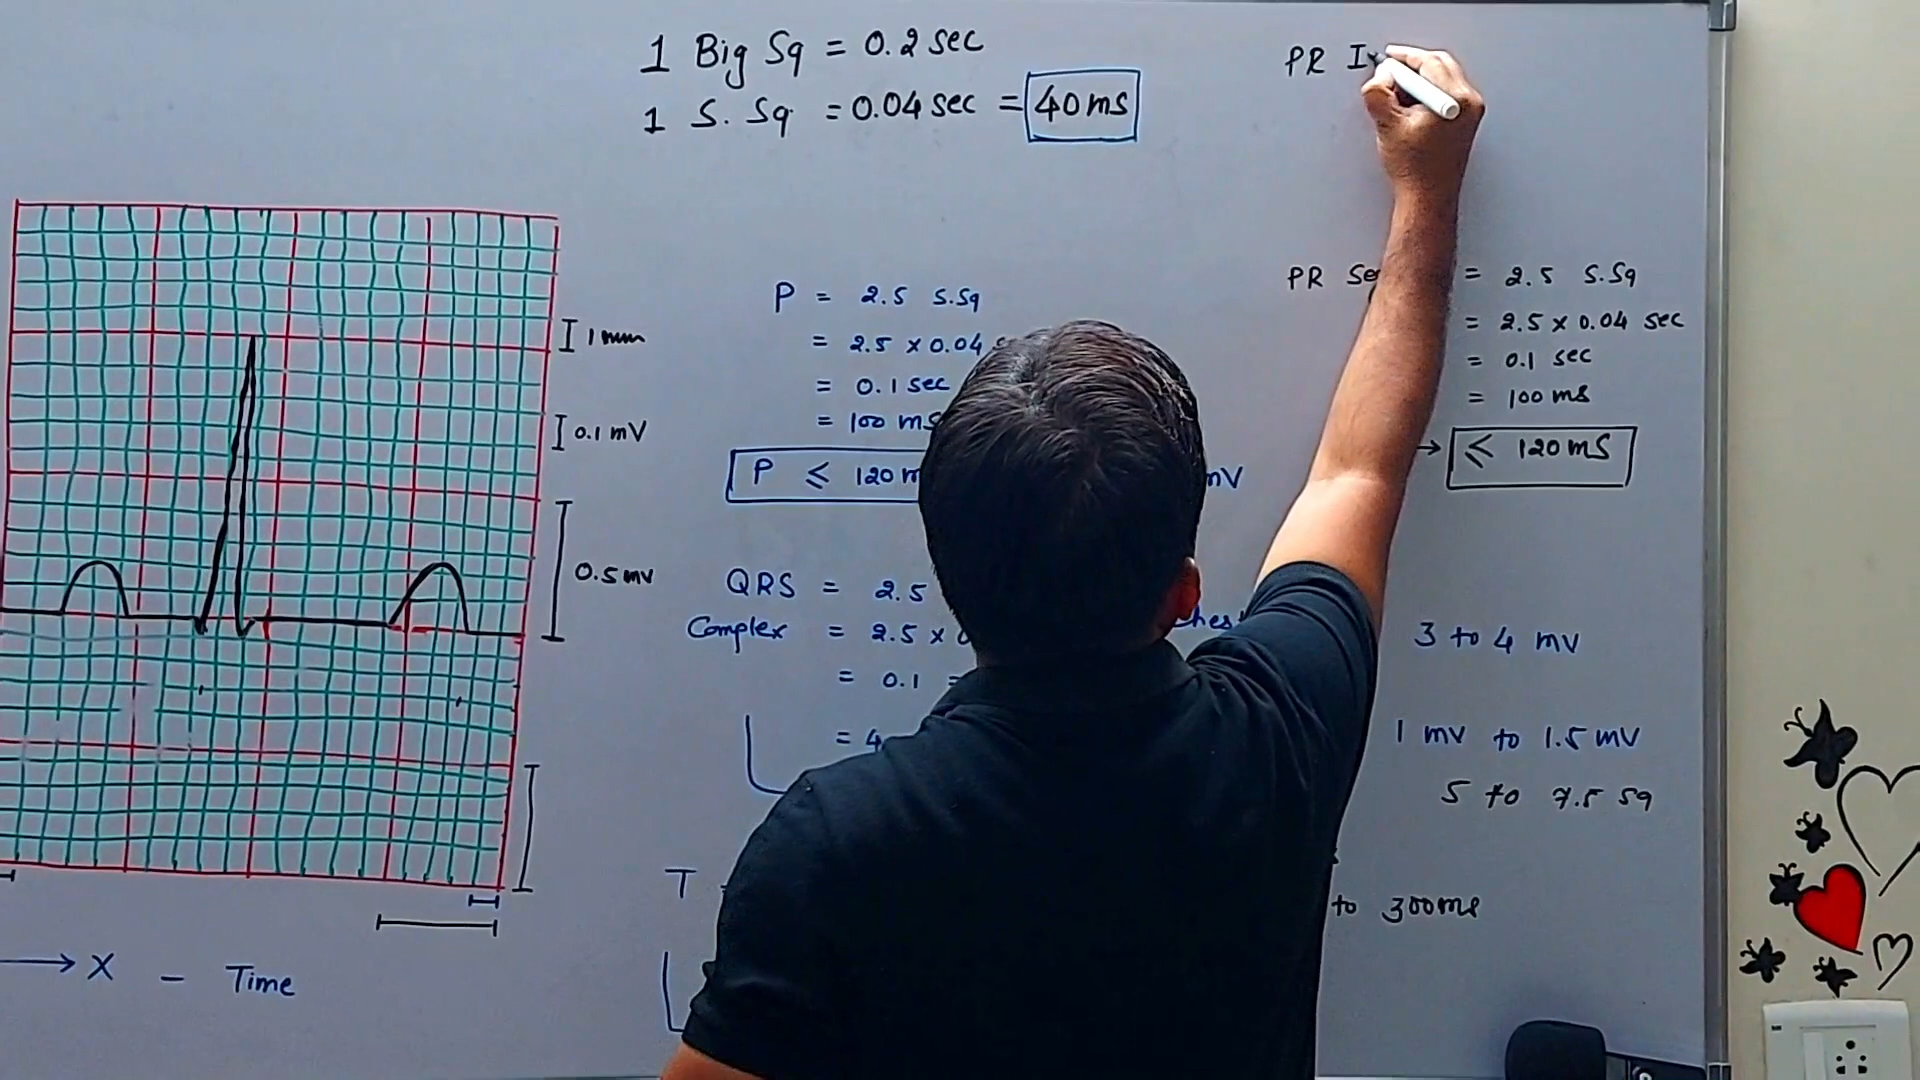 1 Big Sq = 0.2 sec
1 S. Sq = 0.04 sec = 40 ms
PR
I 1 mm
I 0.1 mV
0.5 mV
X - Time
P = 2.5 S.Sq
= 2.5 x 0.04
= 0.1 sec
= 100 ms
P ≤ 120 mV
QRS = 2.5
Complex = 2.5 x
= 0.1 =
= 4
T
PR = 2.5 S.Sq
= 2.5 x 0.04 sec
= 0.1 sec
= 100 ms
→ ≤ 120 ms
3 to 4 mV
1 mV to 1.5 mV
5 to 7.5 Sq
to 300ms